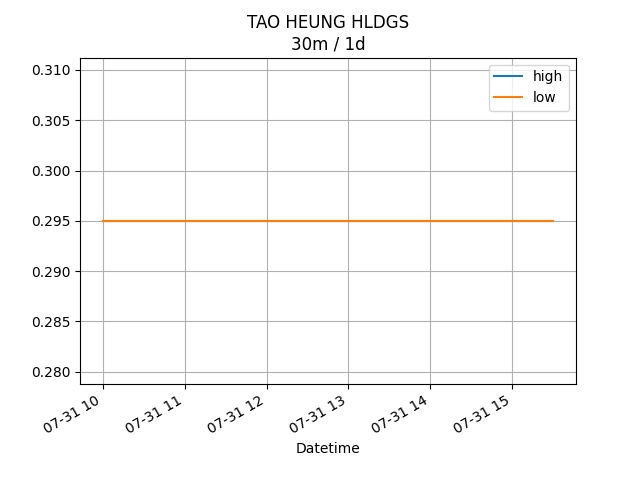 TAO HEUNG HLDGS
30m / 1d
high
low
0.310
0.305
0.300
0.295
0.290
0.285
0.280
07-31 10
07-31 11
07-31 12
07-31 13
07-31 14
07-31 15
Datetime